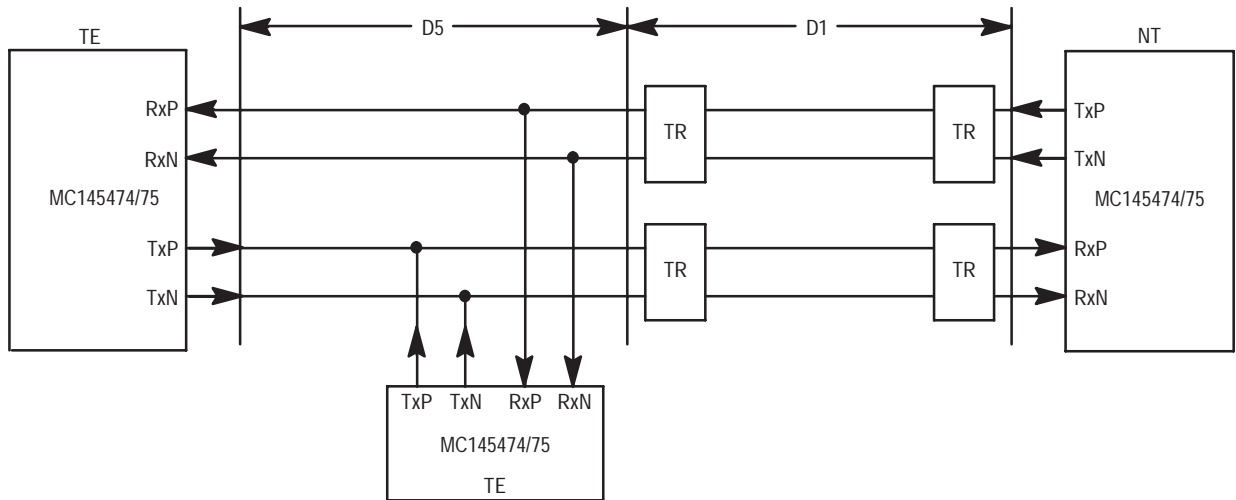 D5
D1
TE
NT
RxP
TR
TR
TxP
RxN
TxN
MC145474/75
MC145474/75
TxP
TR
TR
RxP
TxN
RxN
TxP TxN RxP RxN
MC145474/75
TE